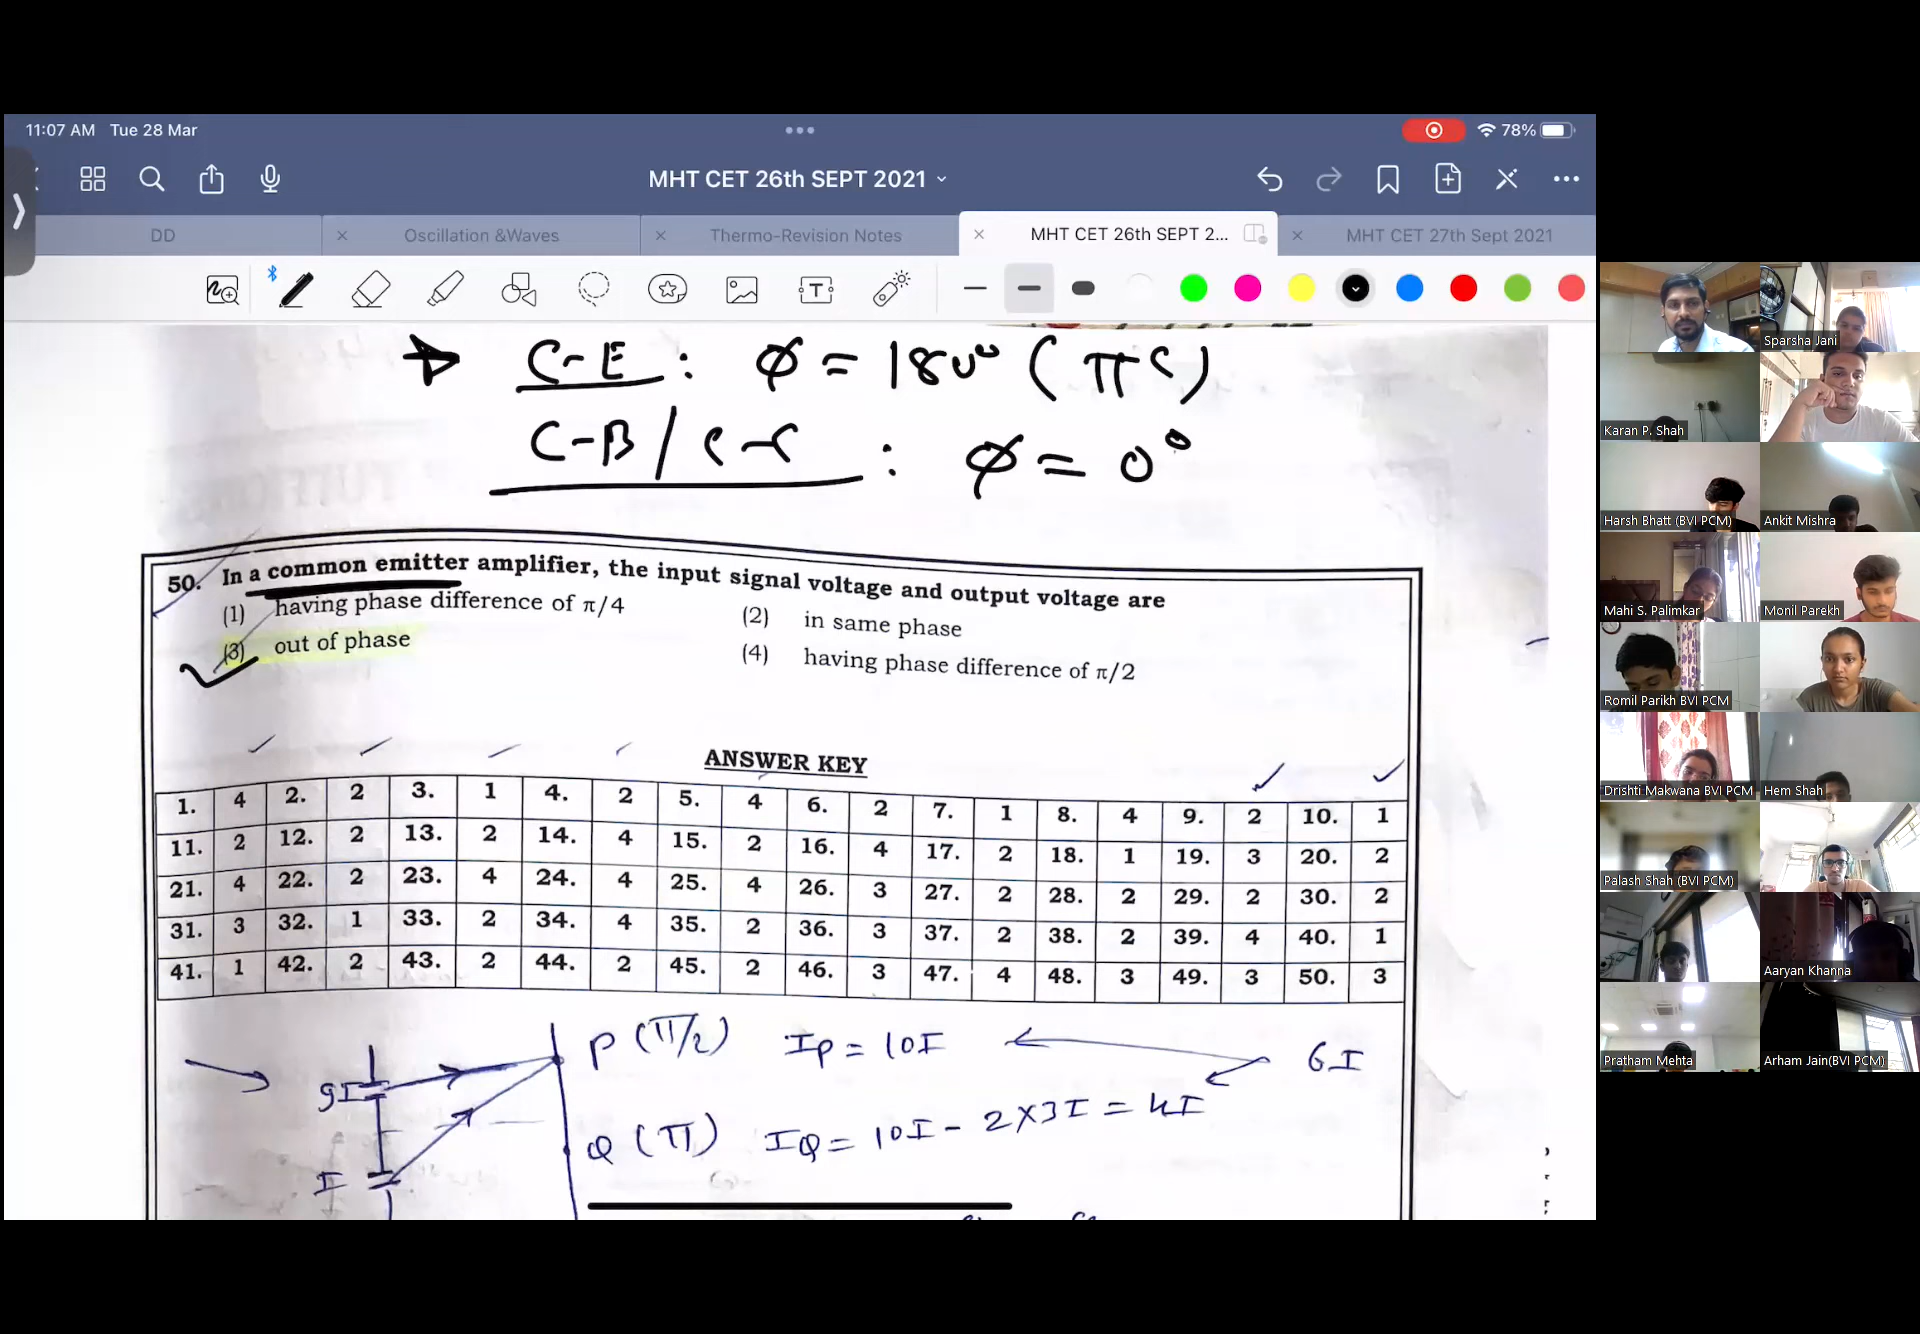 11:07 AM Tue 28 Mar
78%
MHT CET 26th SEPT 2021
DD
Oscillation &Waves
Thermo-Revision Notes
MHT CET 26th SEPT 2...
MHT CET 27th Sept 2021
C-E : φ = 180° (π^c)
C-B / C-C : φ = 0°
50. In a common emitter amplifier, the input signal voltage and output voltage are
(1) having phase difference of π/4 (2) in same phase
(3) out of phase (4) having phase difference of π/2
ANSWER KEY
1. 4 2. 2 3. 1 4. 2 5. 4 6. 2 7. 1 8. 4 9. 2 10. 1
11. 2 12. 2 13. 2 14. 4 15. 2 16. 4 17. 2 18. 1 19. 3 20. 2
21. 4 22. 2 23. 4 24. 4 25. 4 26. 3 27. 2 28. 2 29. 2 30. 2
31. 3 32. 1 33. 2 34. 4 35. 2 36. 3 37. 2 38. 2 39. 4 40. 1
41. 1 42. 2 43. 2 44. 2 45. 2 46. 3 47. 4 48. 3 49. 3 50. 3
P (π/2) IP = 10I 6I
9I
Q (π) IQ = 10I - 2×3I = 4I
I
Sparsha Jani
Karan P. Shah
Harsh Bhatt (BVI PCM)
Ankit Mishra
Mahi S. Palimkar
Monil Parekh
Romil Parikh BVI PCM
Drishti Makwana BVI PCM
Hem Shah
Palash Shah (BVI PCM)
Aaryan Khanna
Pratham Mehta
Arham Jain(BVI PCM)